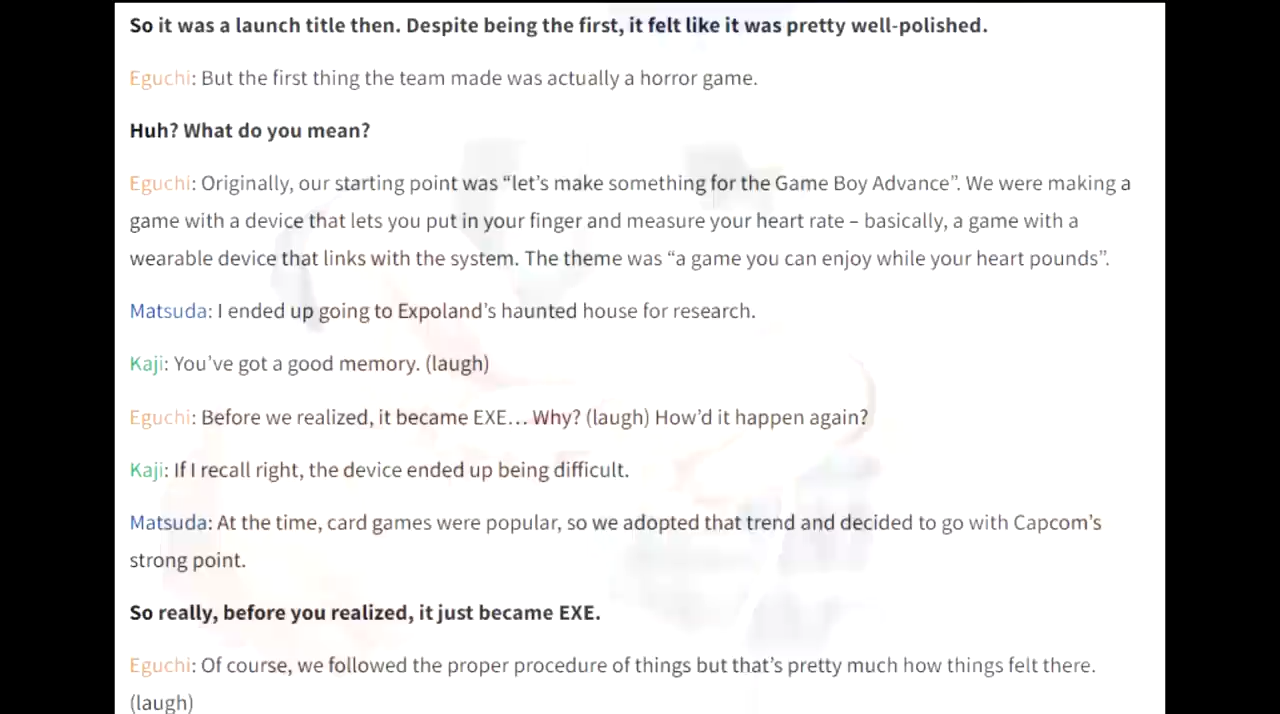 So it was a launch title then. Despite being the first, it felt like it was pretty well-polished.
Eguchi: But the first thing the team made was actually a horror game.
Huh? What do you mean?
Eguchi: Originally, our starting point was “let’s make something for the Game Boy Advance”. We were making a
game with a device that lets you put in your finger and measure your heart rate – basically, a game with a
wearable device that links with the system. The theme was “a game you can enjoy while your heart pounds”.
Matsuda: I ended up going to Expoland’s haunted house for research.
Kaji: You’ve got a good memory. (laugh)
Eguchi: Before we realized, it became EXE… Why? (laugh) How’d it happen again?
Kaji: If I recall right, the device ended up being difficult.
Matsuda: At the time, card games were popular, so we adopted that trend and decided to go with Capcom’s
strong point.
So really, before you realized, it just became EXE.
Eguchi: Of course, we followed the proper procedure of things but that’s pretty much how things felt there.
(laugh)